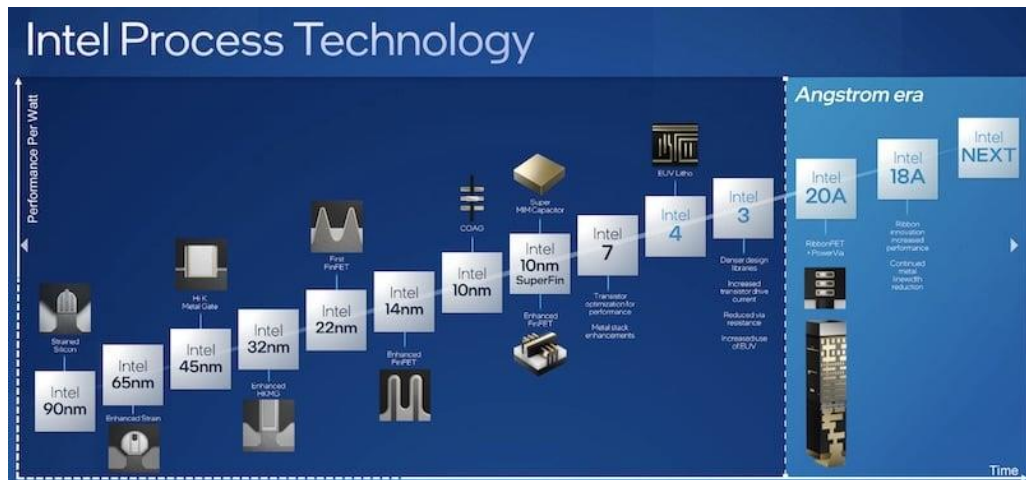 Intel Process Technology
Performance Per Watt
Strained
Silicon
Intel
90nm
Intel
65nm
Enhanced Strain
Hi K
Metal Gate
Intel
45nm
Intel
32nm
Enhanced
HKMG
First
FinFET
Intel
22nm
Intel
14nm
Enhanced
FinFET
COAG
Intel
10nm
Super
MIM Capacitor
Intel
10nm
SuperFin
Enhanced
FinFET
Intel
7
Transistor
optimization for
performance
Metal stack
enhancements
EUV Litho
Intel
4
Intel
3
Denser design
libraries
Increased
transistor drive
current
Reduced via
resistance
Increased use
of EUV
Angstrom era
Intel
20A
RibbonFET
+ PowerVia
Intel
18A
Ribbon
innovation
increased
performance
Continued
metal
linewidth
reduction
Intel
NEXT
Time